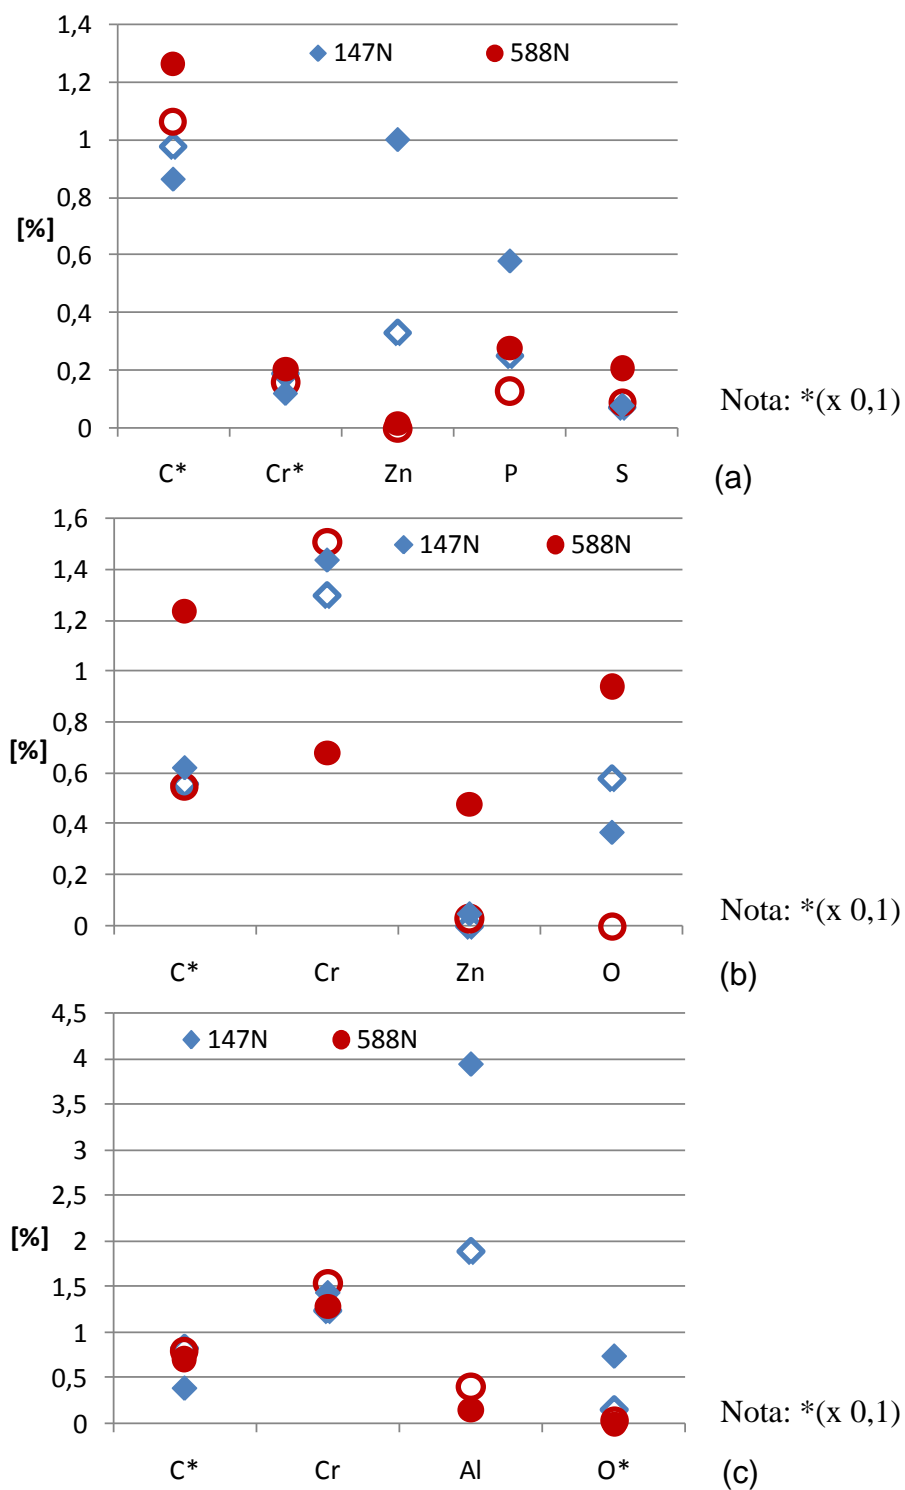 1,4
147N 588N
1,2
1
0,8
[%]
0,6
0,4
0,2
0
Nota: *(x 0,1)
C* Cr* Zn P S
(a)
1,6
147N 588N
1,4
1,2
1
0,8
[%]
0,6
0,4
0,2
0
Nota: *(x 0,1)
C* Cr Zn O
(b)
4,5
147N 588N
4
3,5
3
2,5
[%]
2
1,5
1
0,5
0
Nota: *(x 0,1)
C* Cr Al O*
(c)